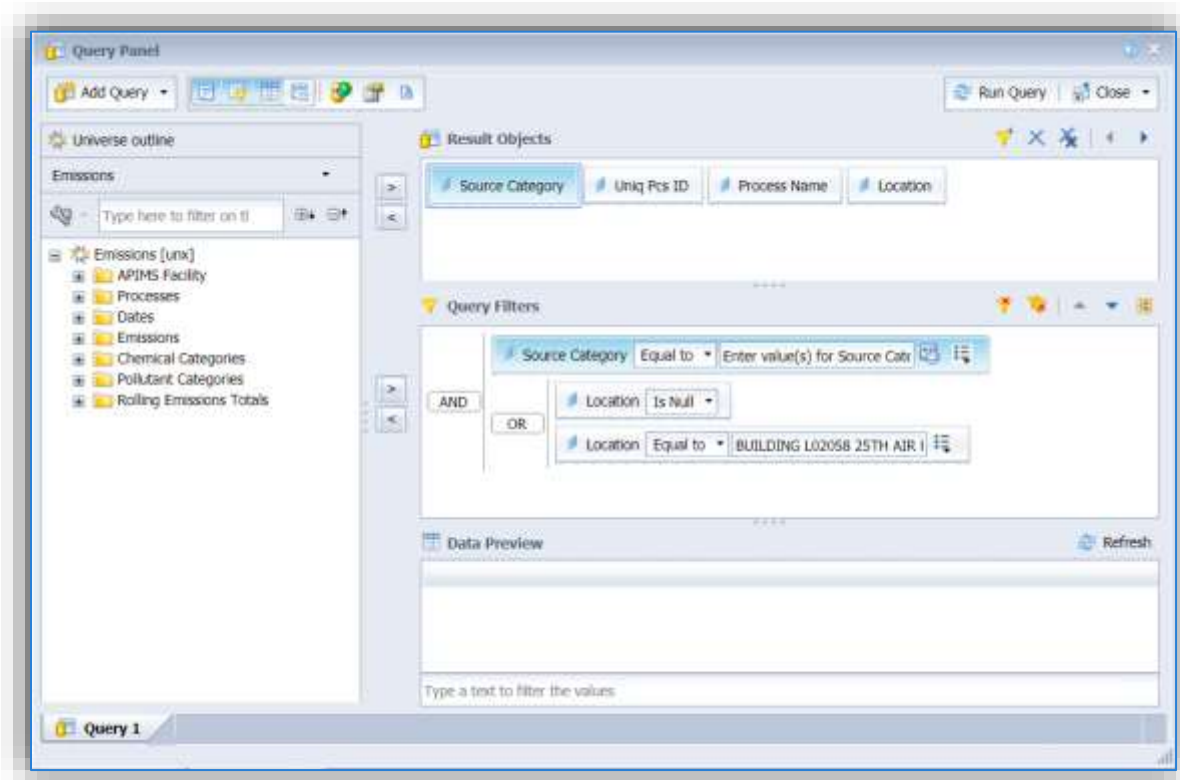 Query Panel
Add Query
Run Query
Close
Universe outline
Result Objects
Emissions
Source Category
Uniq Pcs ID
Process Name
Location
>
<
Type here to filter on tl
Emissions [unx]
APIMS Facility
Processes
Dates
Emissions
Chemical Categories
Pollutant Categories
Rolling Emissions Totals
Query Filters
Source Category Equal to Enter value(s) for Source Cate
AND
Location Is Null
OR
Location Equal to BUILDING L02058 25TH AIR
>
<
Data Preview
Refresh
Type a text to filter the values
Query 1